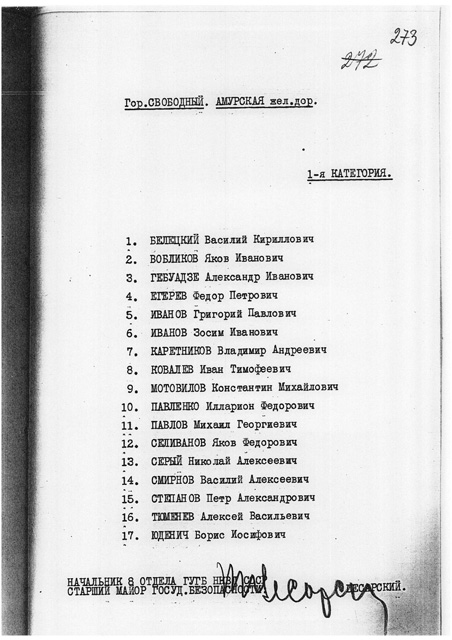 273
272
Гор.СВОБОДНЫЙ. АМУРСКАЯ жел.дор.
1-я КАТЕГОРИЯ.
1. БЕЛЕЦКИЙ Василий Кириллович
2. ВОБЛИКОВ Яков Иванович
3. ГЕБУАДЗЕ Александр Иванович
4. ЕГЕРЕВ Федор Петрович
5. ИВАНОВ Григорий Павлович
6. ИВАНОВ Зосим Иванович
7. КАРЕТНИКОВ Владимир Андреевич
8. КОВАЛЕВ Иван Тимофеевич
9. МОТОВИЛОВ Константин Михайлович
10. ПАВЛЕНКО Илларион Федорович
11. ПАВЛОВ Михаил Георгиевич
12. СЕЛИВАНОВ Яков Федорович
13. СЕРЫЙ Николай Алексеевич
14. СМИРНОВ Василий Алексеевич
15. СТЕПАНОВ Петр Александрович
16. ТЮМЕНЕВ Алексей Васильевич
17. ЮДЕНИЧ Борис Иосифович
НАЧАЛЬНИК 8 ОТДЕЛА ГУГБ НКВД СССР
СТАРШИЙ МАЙОР ГОСУД.БЕЗОПАСНОСТИ ЦЕСАРСКИЙ.